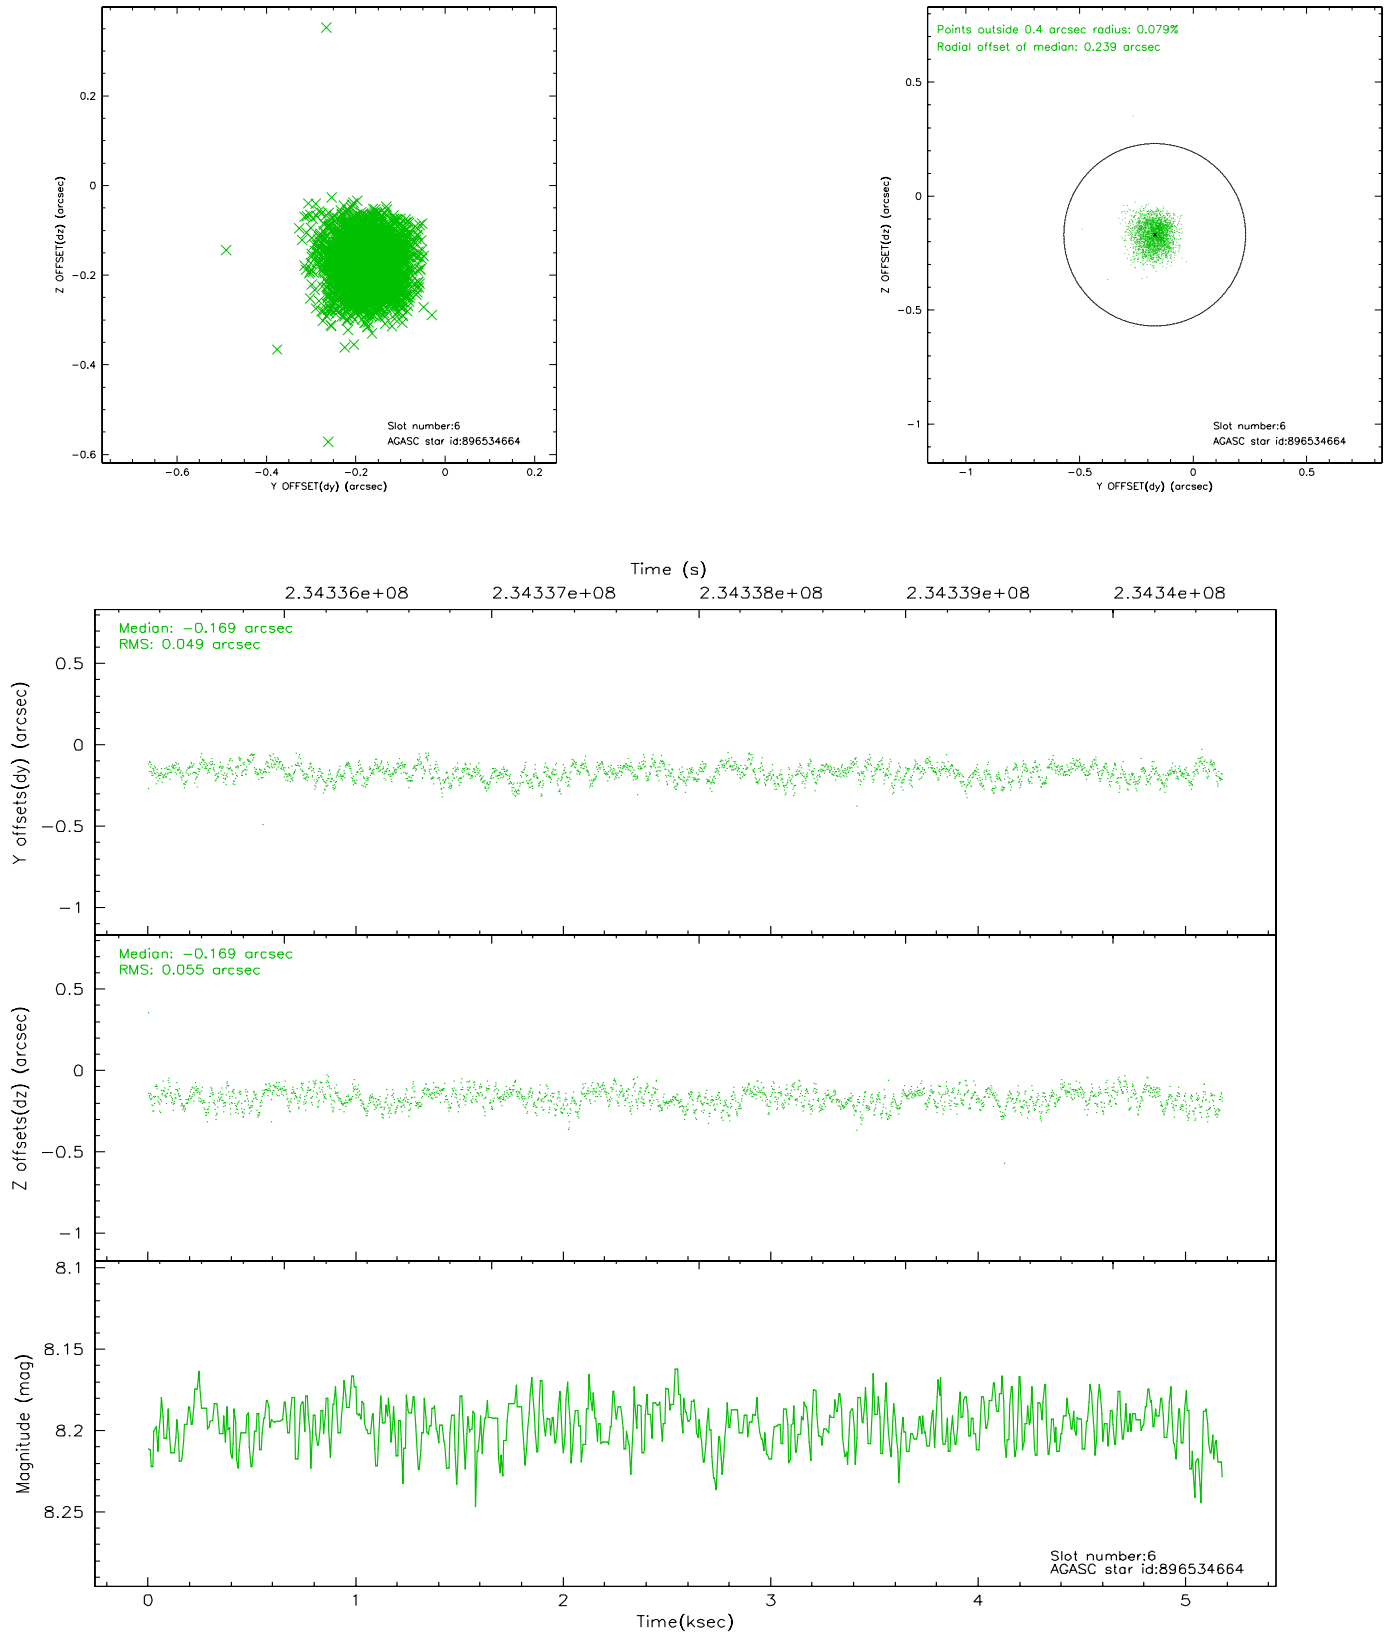 0.2
0
−0.2
−0.4
−0.6
Z OFFSET(dz) (arcsec)
Slot number:6
AGASC star id:896534664
−0.6
−0.4
−0.2
0
0.2
Y OFFSET(dy) (arcsec)
Points outside 0.4 arcsec radius: 0.079%
Radial offset of median: 0.239 arcsec
0.5
0
−0.5
−1
Z OFFSET(dz) (arcsec)
Slot number:6
AGASC star id:896534664
−1
−0.5
0
0.5
Y OFFSET(dy) (arcsec)
Time (s)
2.34336e+08
2.34337e+08
2.34338e+08
2.34339e+08
2.3434e+08
Median: −0.169 arcsec
RMS: 0.049 arcsec
0.5
0
−0.5
−1
Y offsets(dy) (arcsec)
Median: −0.169 arcsec
RMS: 0.055 arcsec
0.5
0
−0.5
−1
Z offsets(dz) (arcsec)
8.1
8.15
8.2
8.25
Magnitude (mag)
Slot number:6
AGASC star id:896534664
0
1
2
3
4
5
Time(ksec)